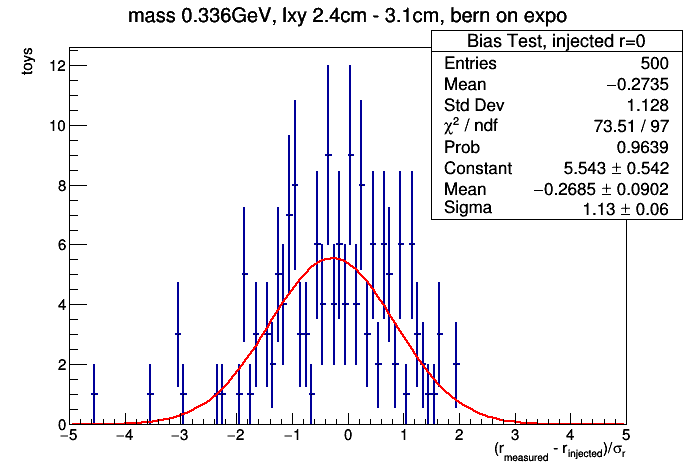 mass 0.336GeV, lxy 2.4cm - 3.1cm, bern on expo
Bias Test, injected r=0
Entries 500
Mean −0.2735
Std Dev 1.128
χ² / ndf 73.51 / 97
Prob 0.9639
Constant 5.543 ± 0.542
Mean −0.2685 ± 0.0902
Sigma 1.13 ± 0.06
toys
12
10
8
6
4
2
0
−5 −4 −3 −2 −1 0 1 2 3 4 5
(r_measured - r_injected)/σ_r